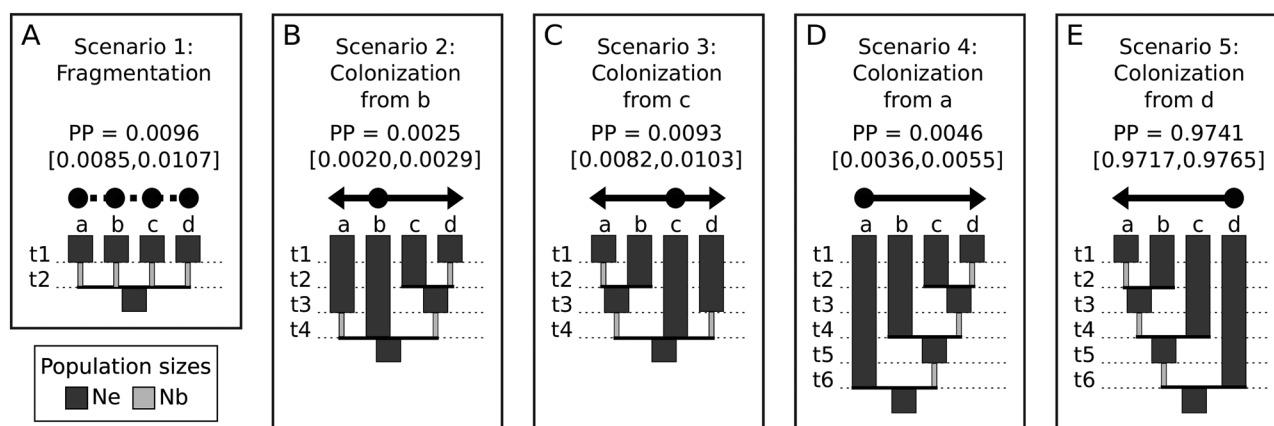 A
Scenario 1:
Fragmentation
PP = 0.0096
[0.0085,0.0107]
a b c d
t1
t2
Population sizes
Ne Nb
B
Scenario 2:
Colonization
from b
PP = 0.0025
[0.0020,0.0029]
a b c d
t1
t2
t3
t4
C
Scenario 3:
Colonization
from c
PP = 0.0093
[0.0082,0.0103]
a b c d
t1
t2
t3
t4
D
Scenario 4:
Colonization
from a
PP = 0.0046
[0.0036,0.0055]
a b c d
t1
t2
t3
t4
t5
t6
E
Scenario 5:
Colonization
from d
PP = 0.9741
[0.9717,0.9765]
a b c d
t1
t2
t3
t4
t5
t6